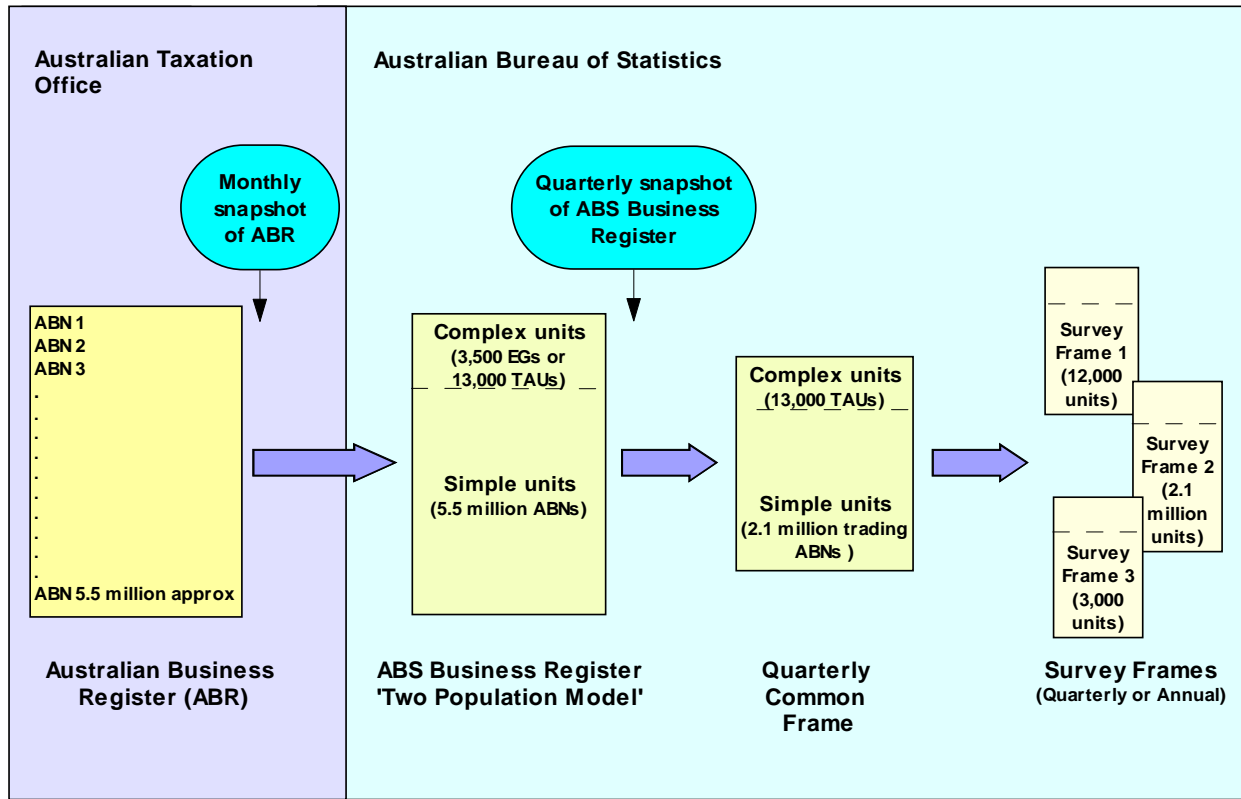 Australian Taxation
Office
Australian Bureau of Statistics
Monthly
snapshot
of ABR
Quarterly snapshot
of ABS Business
Register
ABN 1
ABN 2
ABN 3
.
.
.
.
.
.
.
.
.
.
ABN 5.5 million approx
Complex units
(3,500 EGs or
13,000 TAUs)
Simple units
(5.5 million ABNs)
Complex units
(13,000 TAUs)
Simple units
(2.1 million trading
ABNs )
Survey
Frame 1
(12,000
units)
Survey
Frame 2
(2.1
million
units)
Survey
Frame 3
(3,000
units)
Australian Business
Register (ABR)
ABS Business Register
'Two Population Model'
Quarterly
Common
Frame
Survey Frames
(Quarterly or Annual)